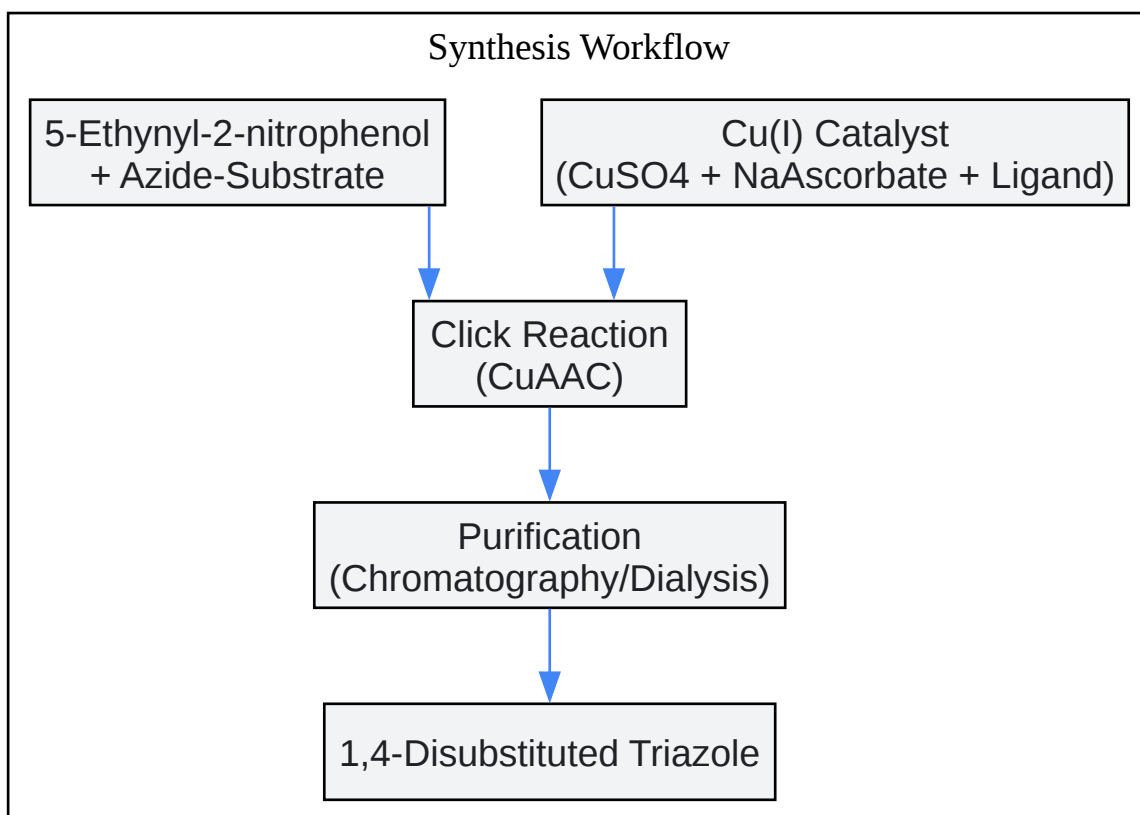 Synthesis Workflow
5-Ethynyl-2-nitrophenol
+ Azide-Substrate
Cu(I) Catalyst
(CuSO4 + NaAscorbate + Ligand)
Click Reaction
(CuAAC)
Purification
(Chromatography/Dialysis)
1,4-Disubstituted Triazole